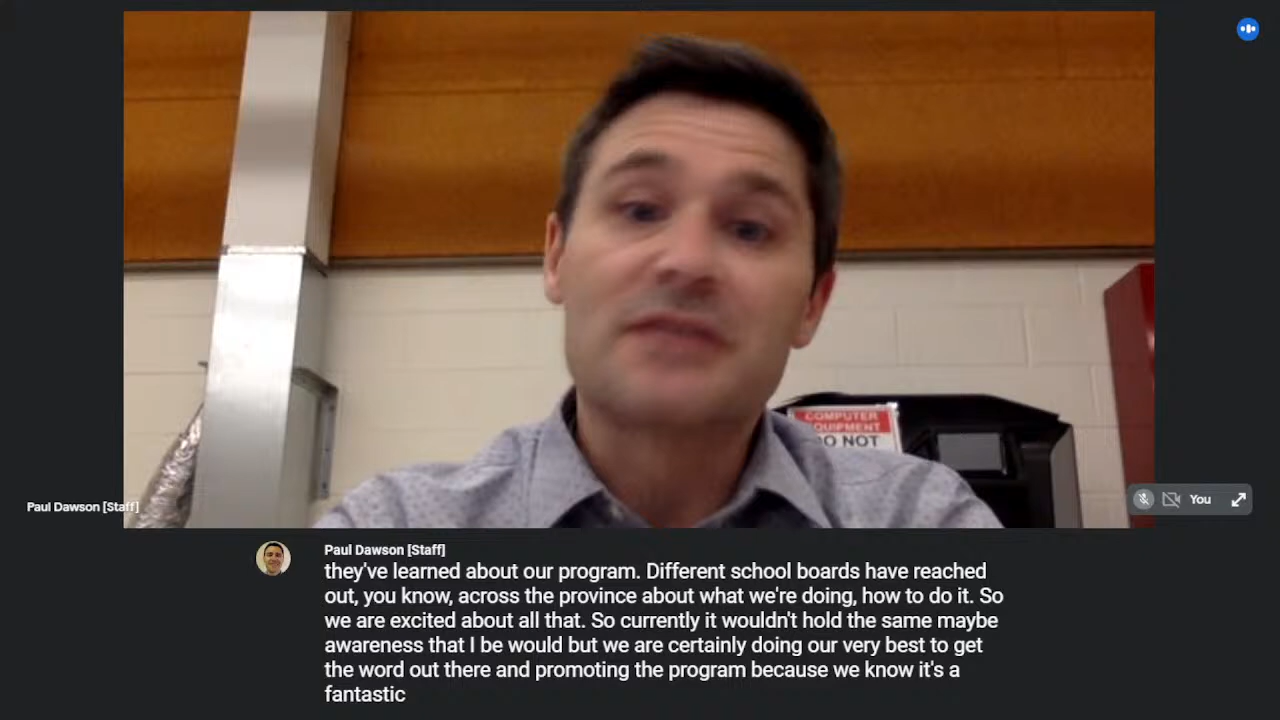 COMPUTER
EQUIPMENT
DO NOT
Paul Dawson [Staff]
You
Paul Dawson [Staff]
they've learned about our program. Different school boards have reached
out, you know, across the province about what we're doing, how to do it. So
we are excited about all that. So currently it wouldn't hold the same maybe
awareness that I be would but we are certainly doing our very best to get
the word out there and promoting the program because we know it's a
fantastic